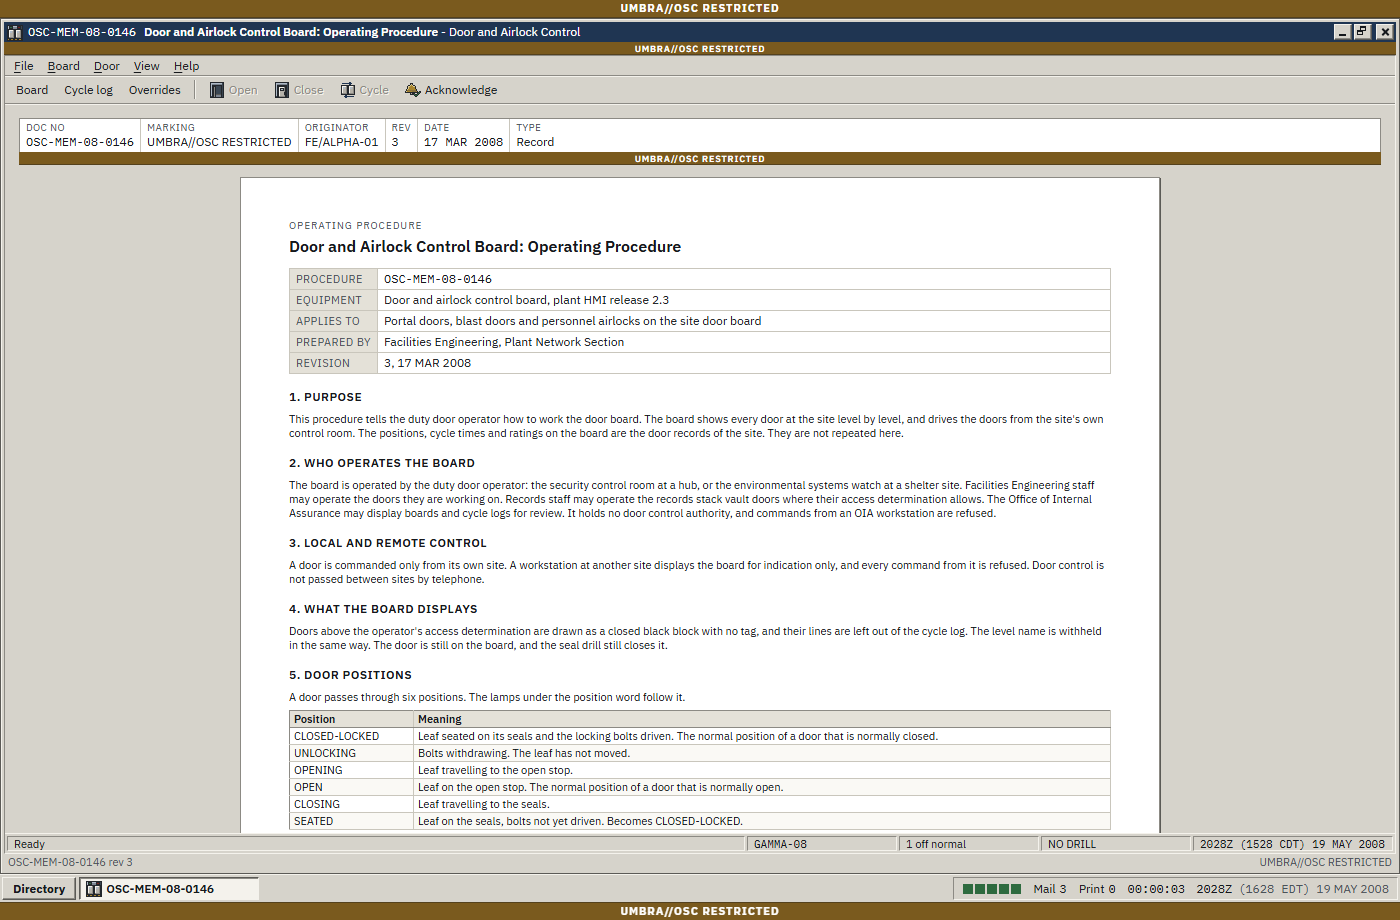 UMBRA//OSC RESTRICTED
OSC-MEM-08-0146 Door and Airlock Control Board: Operating Procedure - Door and Airlock Control
UMBRA//OSC RESTRICTED
File Board Door View Help
Board Cycle log Overrides Open Close Cycle Acknowledge
DOC NO MARKING ORIGINATOR REV DATE TYPE
OSC-MEM-08-0146 UMBRA//OSC RESTRICTED FE/ALPHA-01 3 17 MAR 2008 Record
UMBRA//OSC RESTRICTED
OPERATING PROCEDURE
Door and Airlock Control Board: Operating Procedure
PROCEDURE OSC-MEM-08-0146
EQUIPMENT Door and airlock control board, plant HMI release 2.3
APPLIES TO Portal doors, blast doors and personnel airlocks on the site door board
PREPARED BY Facilities Engineering, Plant Network Section
REVISION 3, 17 MAR 2008
1. PURPOSE
This procedure tells the duty door operator how to work the door board. The board shows every door at the site level by level, and drives the doors from the site's own
control room. The positions, cycle times and ratings on the board are the door records of the site. They are not repeated here.
2. WHO OPERATES THE BOARD
The board is operated by the duty door operator: the security control room at a hub, or the environmental systems watch at a shelter site. Facilities Engineering staff
may operate the doors they are working on. Records staff may operate the records stack vault doors where their access determination allows. The Office of Internal
Assurance may display boards and cycle logs for review. It holds no door control authority, and commands from an OIA workstation are refused.
3. LOCAL AND REMOTE CONTROL
A door is commanded only from its own site. A workstation at another site displays the board for indication only, and every command from it is refused. Door control is
not passed between sites by telephone.
4. WHAT THE BOARD DISPLAYS
Doors above the operator's access determination are drawn as a closed black block with no tag, and their lines are left out of the cycle log. The level name is withheld
in the same way. The door is still on the board, and the seal drill still closes it.
5. DOOR POSITIONS
A door passes through six positions. The lamps under the position word follow it.
Position Meaning
CLOSED-LOCKED Leaf seated on its seals and the locking bolts driven. The normal position of a door that is normally closed.
UNLOCKING Bolts withdrawing. The leaf has not moved.
OPENING Leaf travelling to the open stop.
OPEN Leaf on the open stop. The normal position of a door that is normally open.
CLOSING Leaf travelling to the seals.
SEATED Leaf on the seals, bolts not yet driven. Becomes CLOSED-LOCKED.
Ready GAMMA-08 1 off normal NO DRILL 2028Z (1528 CDT) 19 MAY 2008
OSC-MEM-08-0146 rev 3 UMBRA//OSC RESTRICTED
Directory OSC-MEM-08-0146 Mail 3 Print 0 00:00:03 2028Z (1628 EDT) 19 MAY 2008
UMBRA//OSC RESTRICTED